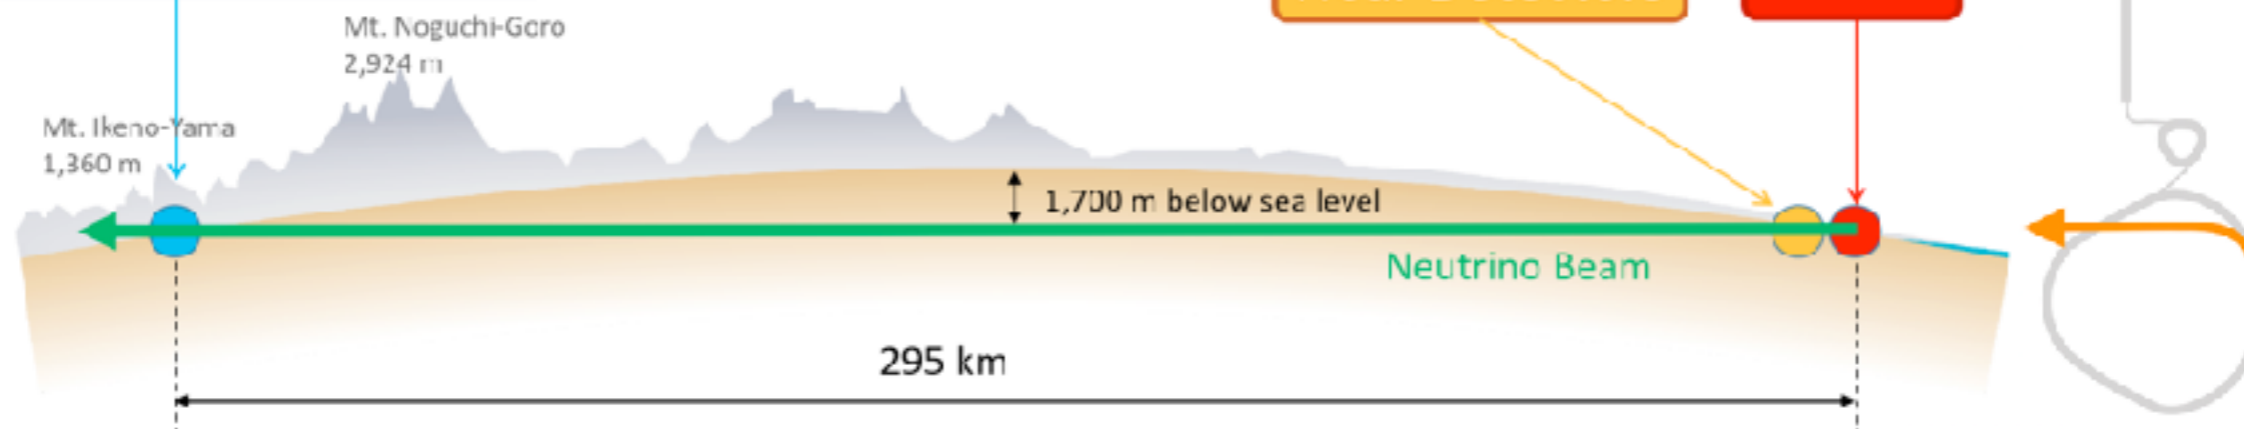 Mt. Noguchi-Goro
2,924 m
Mt. Ikeno-Yama
1,360 m
1,700 m below sea level
Neutrino Beam
295 km